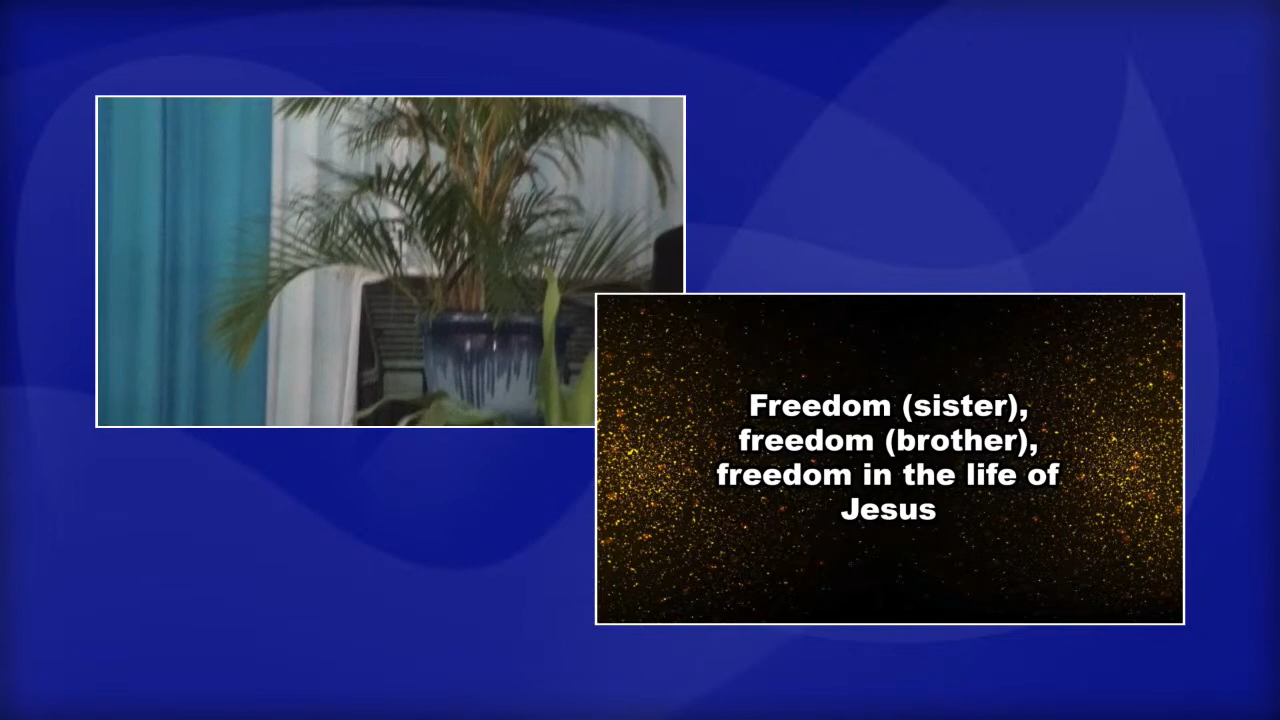 Freedom (sister),
freedom (brother),
freedom in the life of
Jesus